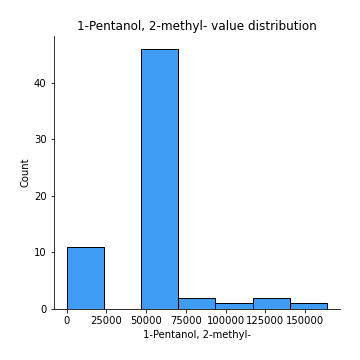 1-Pentanol, 2-methyl- value distribution
Count
40
30
20
10
0
0 25000 50000 75000 100000 125000 150000
1-Pentanol, 2-methyl-